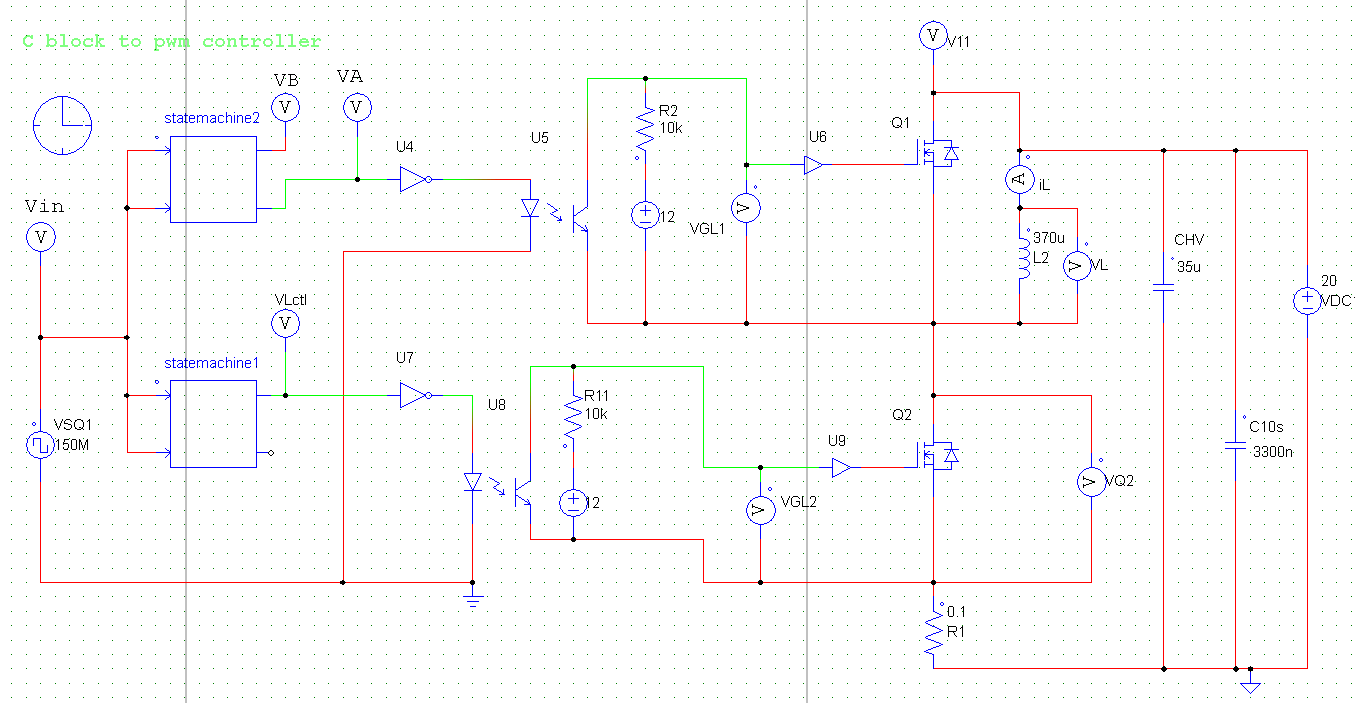 C block to pwm controller
V
V11
VB
VA
V
V
statemachine2
U4
U5
R2
10k
U6
Q1
Vin
V
12
V
VGL1
A
iL
370u
L2
V
VL
CHV
35u
20
VDC1
VLctl
V
statemachine1
U7
U8
R11
10k
Q2
VSQ1
150M
U9
C10s
3300n
12
V
VGL2
V
VQ2
0.1
R1